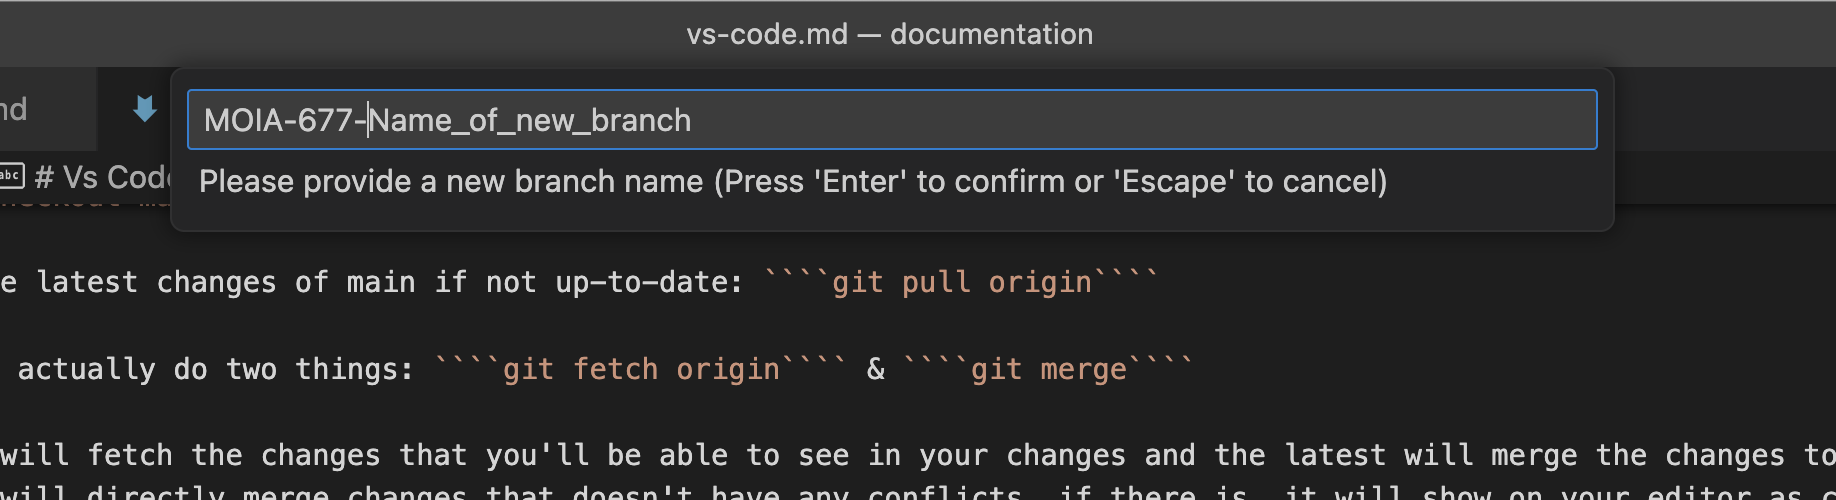 vs-code.md — documentation
MOIA-677-Name_of_new_branch
abc # Vs Code
Please provide a new branch name (Press 'Enter' to confirm or 'Escape' to cancel)
e latest changes of main if not up-to-date: ````git pull origin````
actually do two things: ````git fetch origin```` & ````git merge````
will fetch the changes that you'll be able to see in your changes and the latest will merge the changes to
will directly merge changes that doesn't have any conflicts, if there is, it will show on your editor as